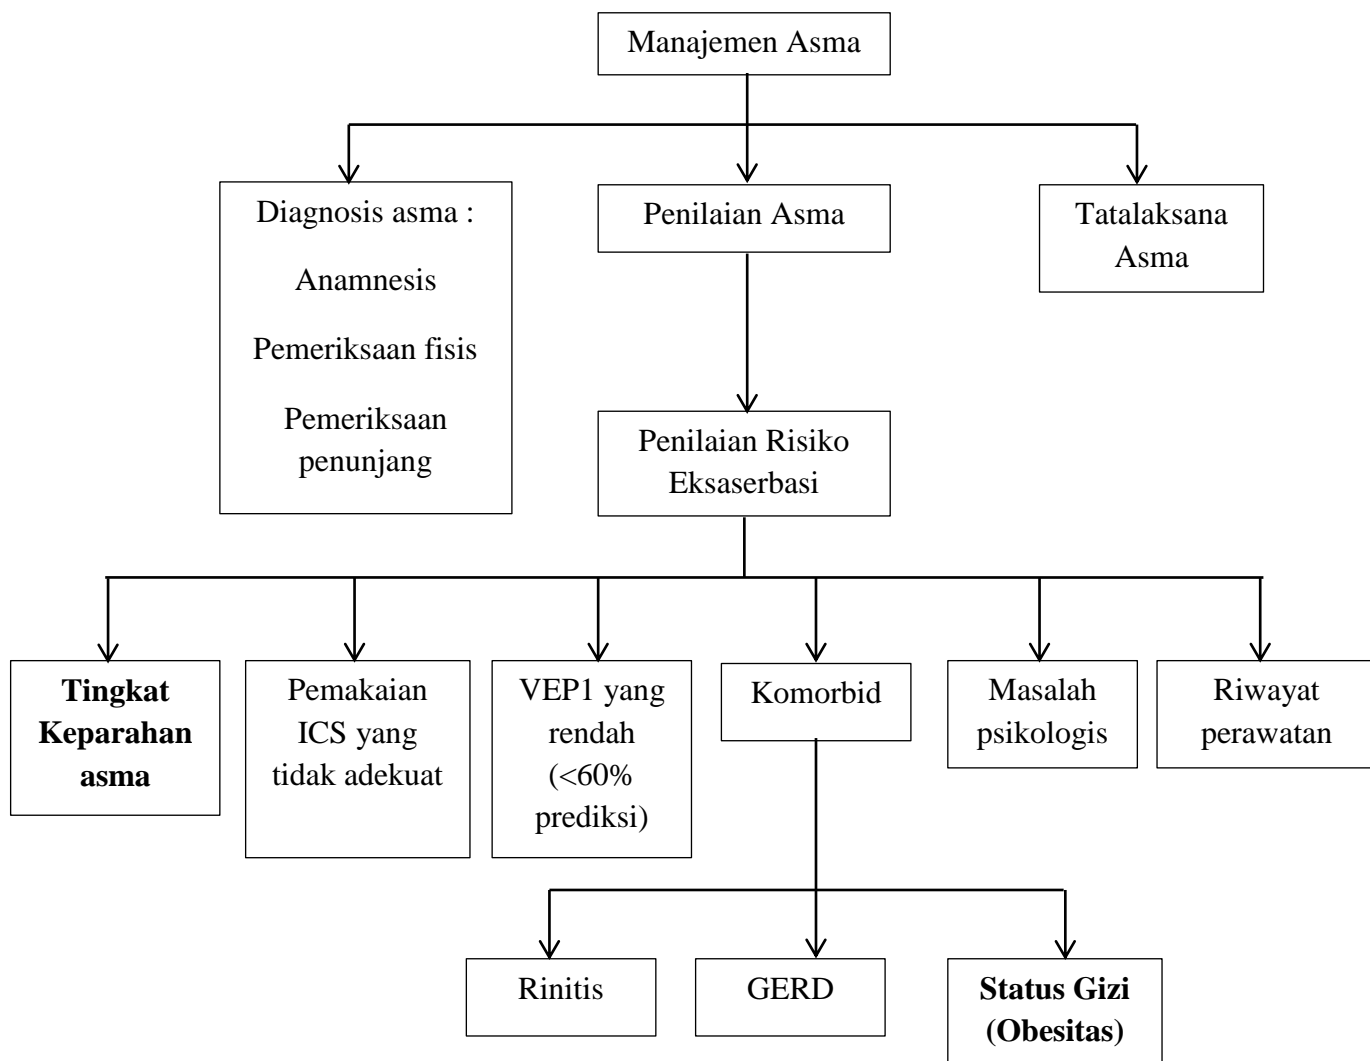 Manajemen Asma
Diagnosis asma :
Anamnesis
Pemeriksaan fisis
Pemeriksaan
penunjang
Penilaian Asma
Tatalaksana
Asma
Penilaian Risiko
Eksaserbasi
Tingkat
Keparahan
asma
Pemakaian
ICS yang
tidak adekuat
VEP1 yang
rendah
(<60%
prediksi)
Komorbid
Masalah
psikologis
Riwayat
perawatan
Rinitis
GERD
Status Gizi
(Obesitas)